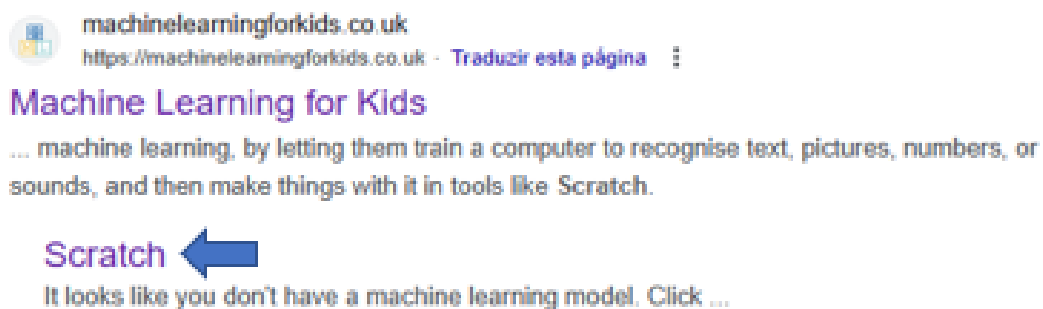 machinelearningforkids.co.uk
https://machinelearningforkids.co.uk · Traduzir esta página
Machine Learning for Kids
... machine learning, by letting them train a computer to recognise text, pictures, numbers, or
sounds, and then make things with it in tools like Scratch.
Scratch
It looks like you don't have a machine learning model. Click ...